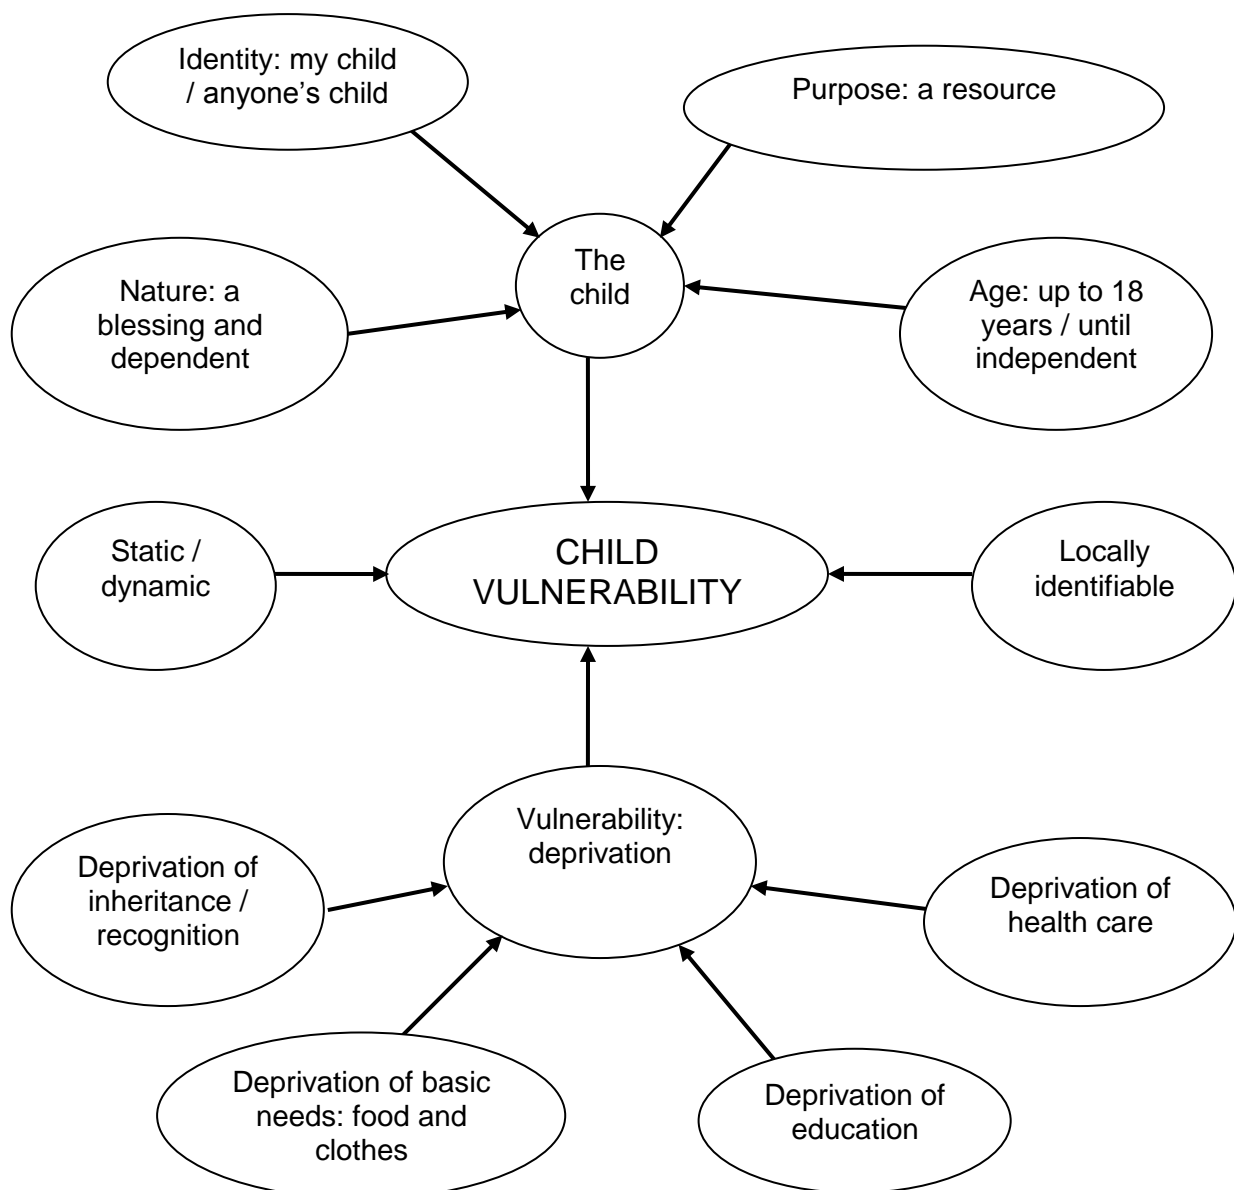 Identity: my child
/ anyone’s child
Purpose: a resource
The
child
Nature: a
blessing and
dependent
Age: up to 18
years / until
independent
Static /
dynamic
CHILD
VULNERABILITY
Locally
identifiable
Vulnerability:
deprivation
Deprivation of
inheritance /
recognition
Deprivation of
health care
Deprivation of basic
needs: food and
clothes
Deprivation of
education